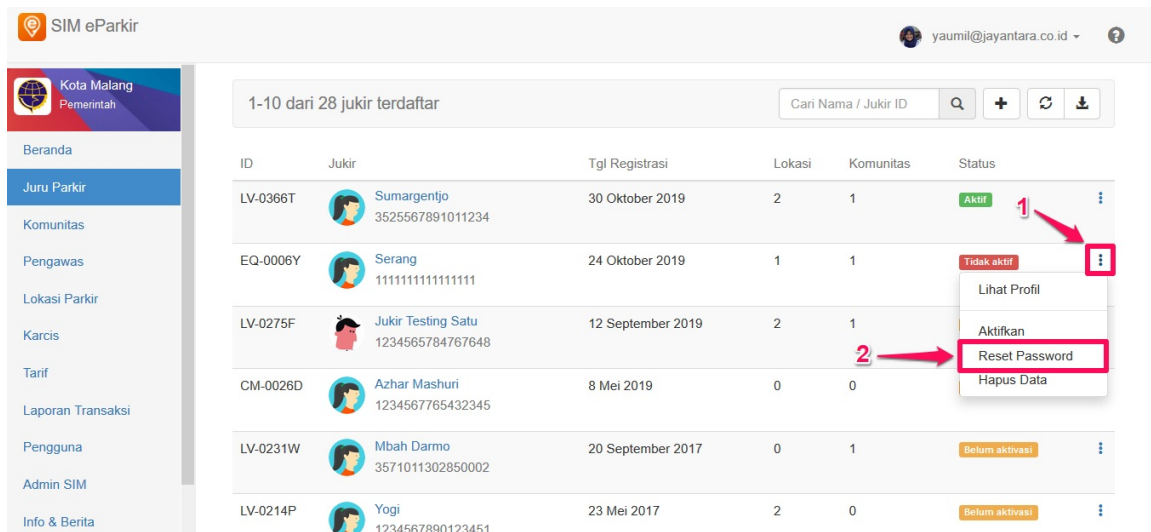 SIM eParkir
yaumil@jayantara.co.id
Kota Malang
Pemerintah
Beranda
Juru Parkir
Komunitas
Pengawas
Lokasi Parkir
Karcis
Tarif
Laporan Transaksi
Pengguna
Admin SIM
Info & Berita
1-10 dari 28 jukir terdaftar
Cari Nama / Jukir ID
ID Jukir Tgl Registrasi Lokasi Komunitas Status
LV-0366T Sumargentjo 30 Oktober 2019 2 1 Aktif
3525567891011234
1
EQ-0006Y Serang 24 Oktober 2019 1 1 Tidak aktif
1111111111111111
Lihat Profil
Aktifkan
Reset Password
Hapus Data
2
LV-0275F Jukir Testing Satu 12 September 2019 2 1
1234565784767648
CM-0026D Azhar Mashuri 8 Mei 2019 0 0
1234567765432345
LV-0231W Mbah Darmo 20 September 2017 0 1 Belum aktivasi
3571011302850002
LV-0214P Yogi 23 Mei 2017 2 0 Belum aktivasi
1234567890123451